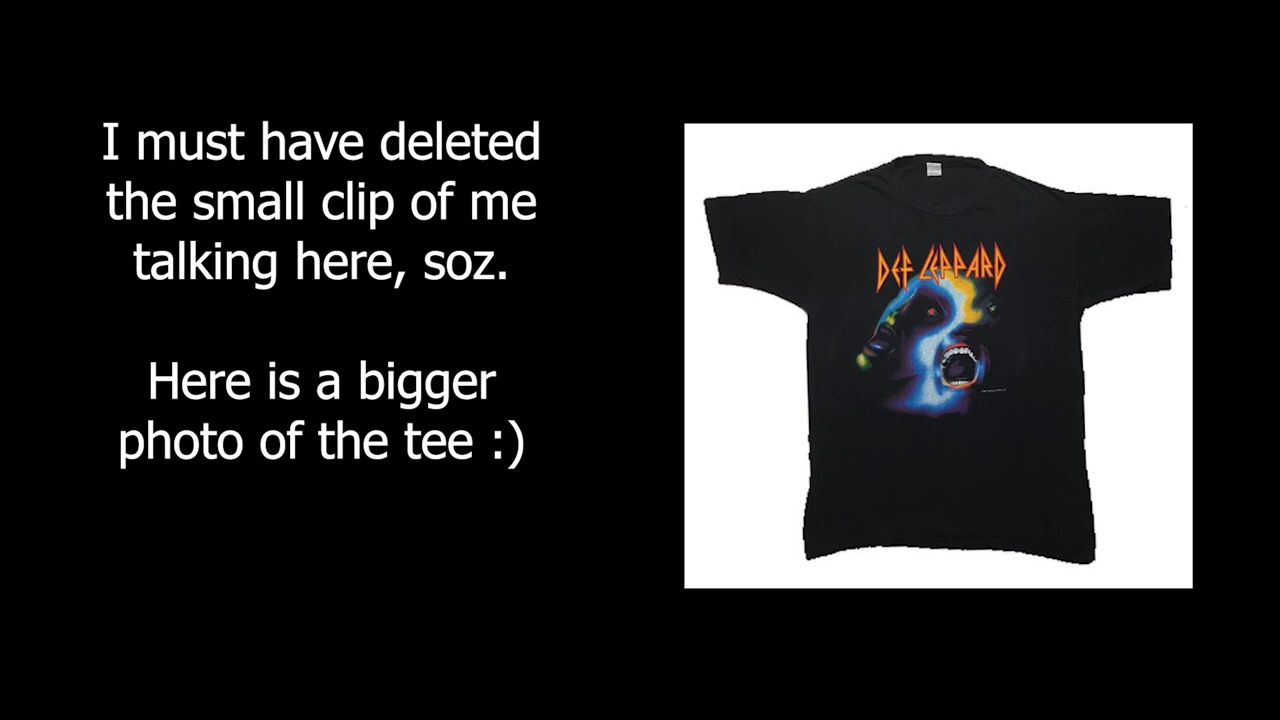 I must have deleted
the small clip of me
talking here, soz.
Here is a bigger
photo of the tee :)
DEF LEPPARD